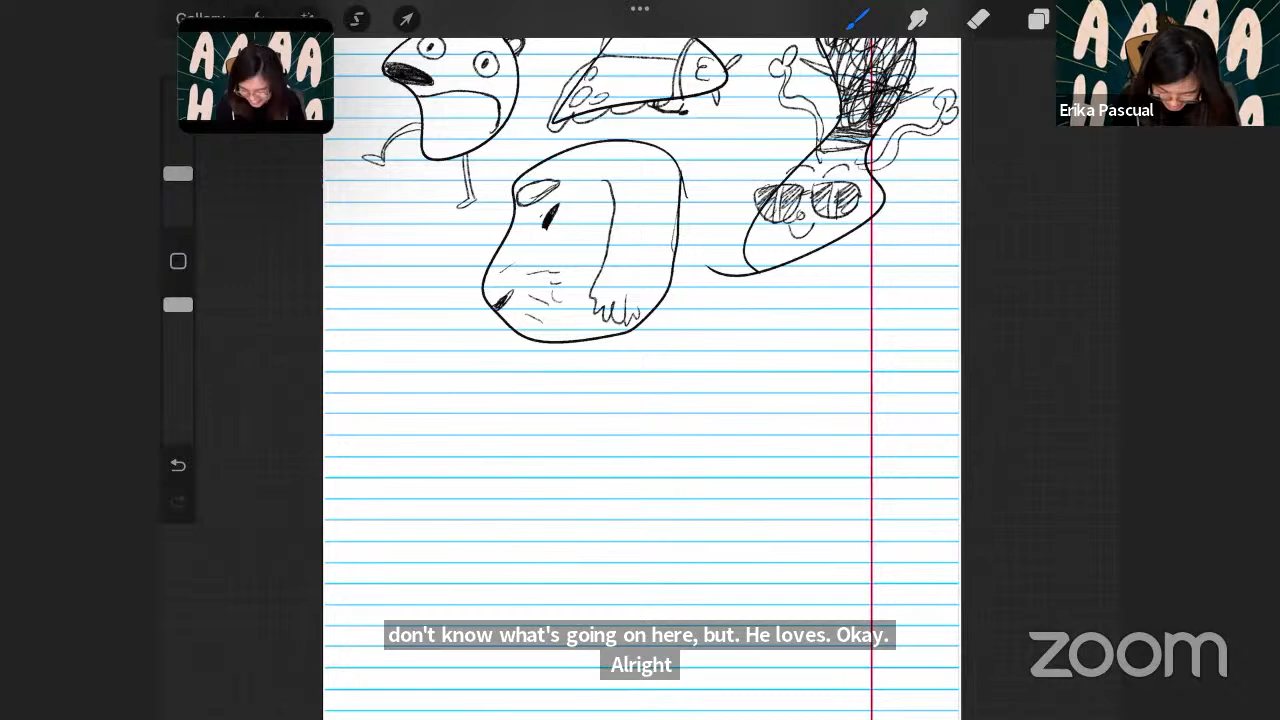 Gallery
A A A A
H
A A A A
Erika Pascual
don't know what's going on here, but. He loves. Okay.
Alright
zoom